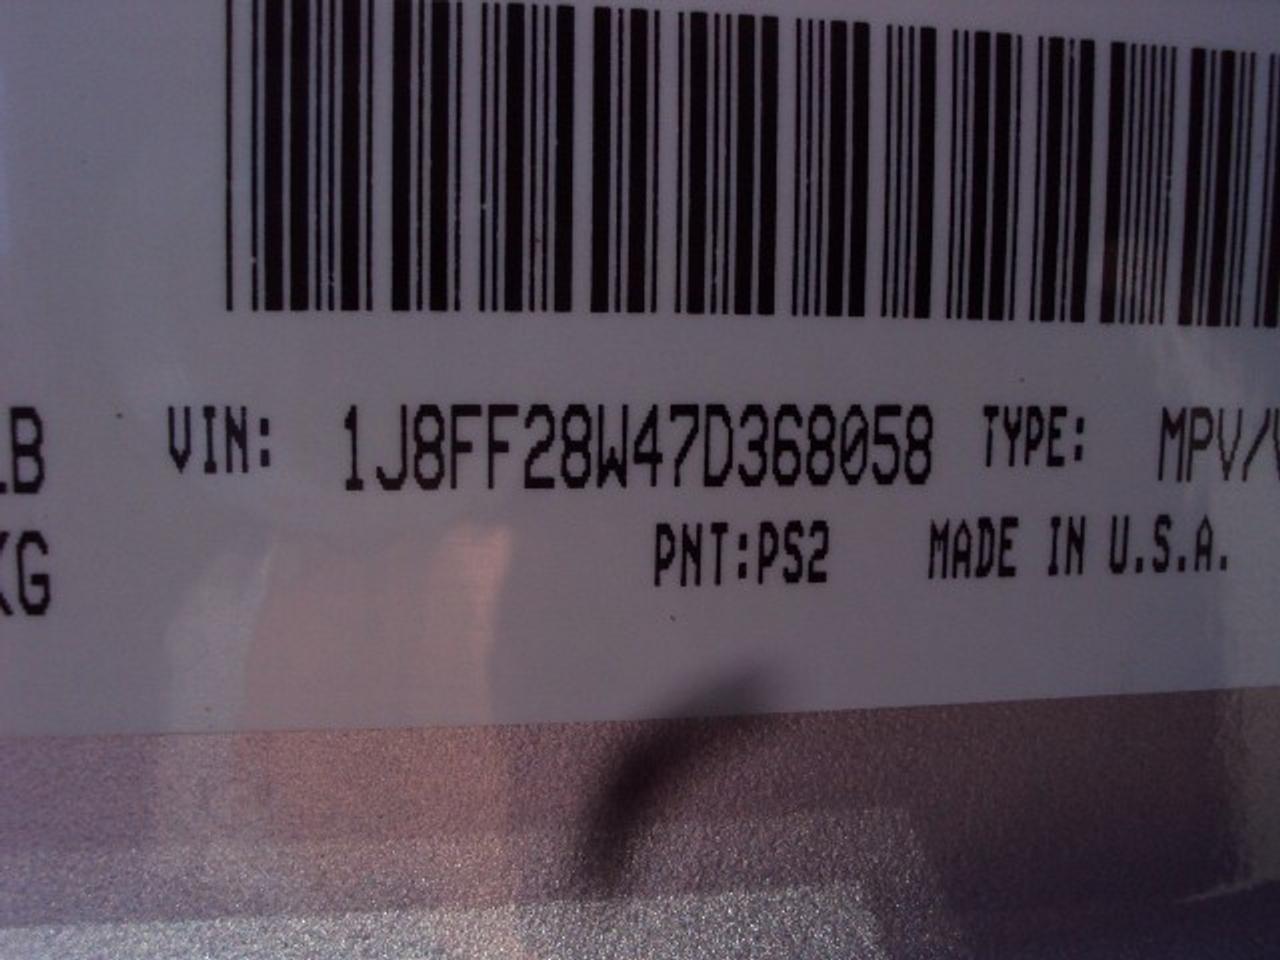 LB VIN: 1J8FF28W47D368058 TYPE: MPV/
KG PNT:PS2 MADE IN U.S.A.